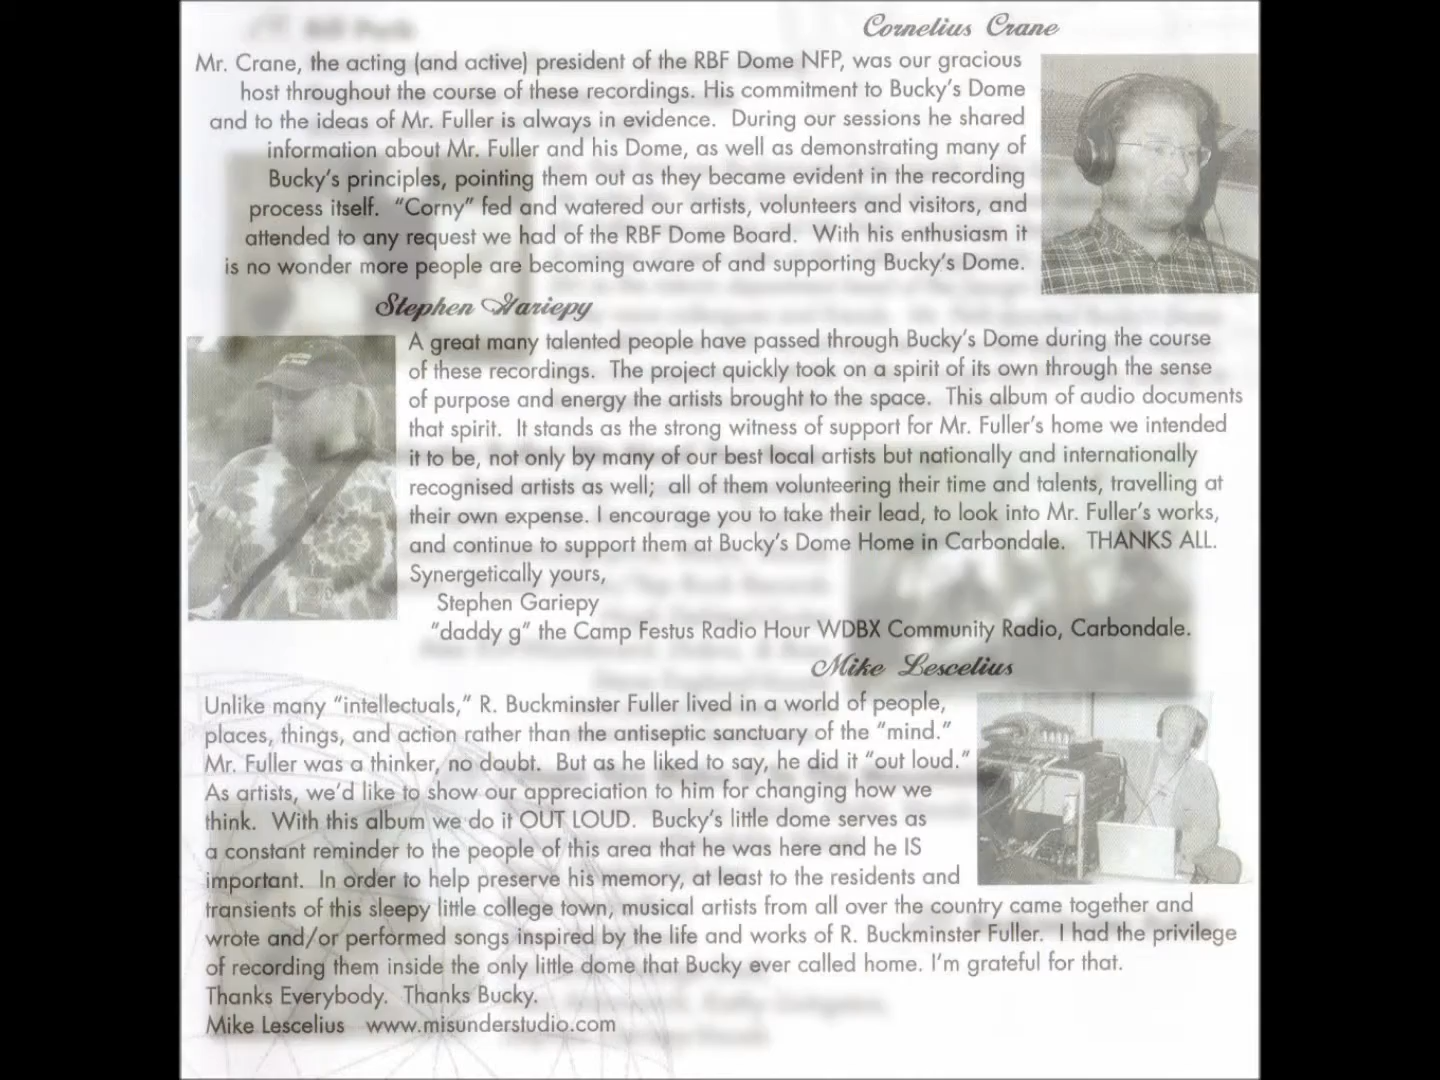 Cornelius Crane
Mr. Crane, the acting (and active) president of the RBF Dome NFP, was our gracious
host throughout the course of these recordings. His commitment to Bucky's Dome
and to the ideas of Mr. Fuller is always in evidence. During our sessions he shared
information about Mr. Fuller and his Dome, as well as demonstrating many of
Bucky's principles, pointing them out as they became evident in the recording
process itself. "Corny" fed and watered our artists, volunteers and visitors, and
attended to any request we had of the RBF Dome Board. With his enthusiasm it
is no wonder more people are becoming aware of and supporting Bucky's Dome.
Stephen Gariepy
A great many talented people have passed through Bucky's Dome during the course
of these recordings. The project quickly took on a spirit of its own through the sense
of purpose and energy the artists brought to the space. This album of audio documents
that spirit. It stands as the strong witness of support for Mr. Fuller's home we intended
it to be, not only by many of our best local artists but nationally and internationally
recognised artists as well; all of them volunteering their time and talents, travelling at
their own expense. I encourage you to take their lead, to look into Mr. Fuller's works,
and continue to support them at Bucky's Dome Home in Carbondale. THANKS ALL.
Synergetically yours,
Stephen Gariepy
"daddy g" the Camp Festus Radio Hour WDBX Community Radio, Carbondale.
Mike Lescelius
Unlike many "intellectuals," R. Buckminster Fuller lived in a world of people,
places, things, and action rather than the antiseptic sanctuary of the "mind."
Mr. Fuller was a thinker, no doubt. But as he liked to say, he did it "out loud."
As artists, we'd like to show our appreciation to him for changing how we
think. With this album we do it OUT LOUD. Bucky's little dome serves as
a constant reminder to the people of this area that he was here and he IS
important. In order to help preserve his memory, at least to the residents and
transients of this sleepy little college town, musical artists from all over the country came together and
wrote and/or performed songs inspired by the life and works of R. Buckminster Fuller. I had the privilege
of recording them inside the only little dome that Bucky ever called home. I'm grateful for that.
Thanks Everybody. Thanks Bucky.
Mike Lescelius www.misunderstudio.com